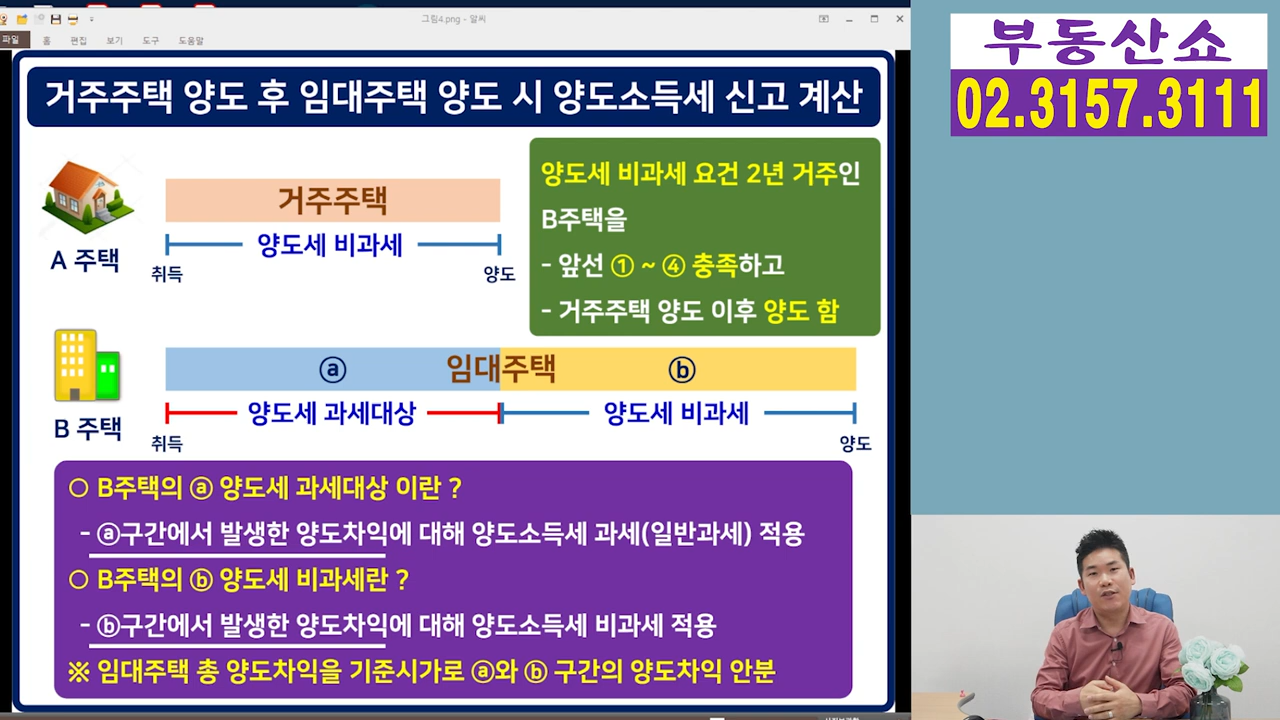 그림4.png - 알씨
파일 홈 편집 보기 도구 도움말
부동산쇼
02.3157.3111
거주주택 양도 후 임대주택 양도 시 양도소득세 신고 계산
A 주택
거주주택
양도세 비과세
취득
양도
양도세 비과세 요건 2년 거주인
B주택을
- 앞선 ① ~ ④ 충족하고
- 거주주택 양도 이후 양도 함
B 주택
ⓐ 임대주택 ⓑ
양도세 과세대상 양도세 비과세
취득
양도
○ B주택의 ⓐ 양도세 과세대상 이란 ?
- ⓐ구간에서 발생한 양도차익에 대해 양도소득세 과세(일반과세) 적용
○ B주택의 ⓑ 양도세 비과세란 ?
- ⓑ구간에서 발생한 양도차익에 대해 양도소득세 비과세 적용
※ 임대주택 총 양도차익을 기준시가로 ⓐ와 ⓑ 구간의 양도차익 안분